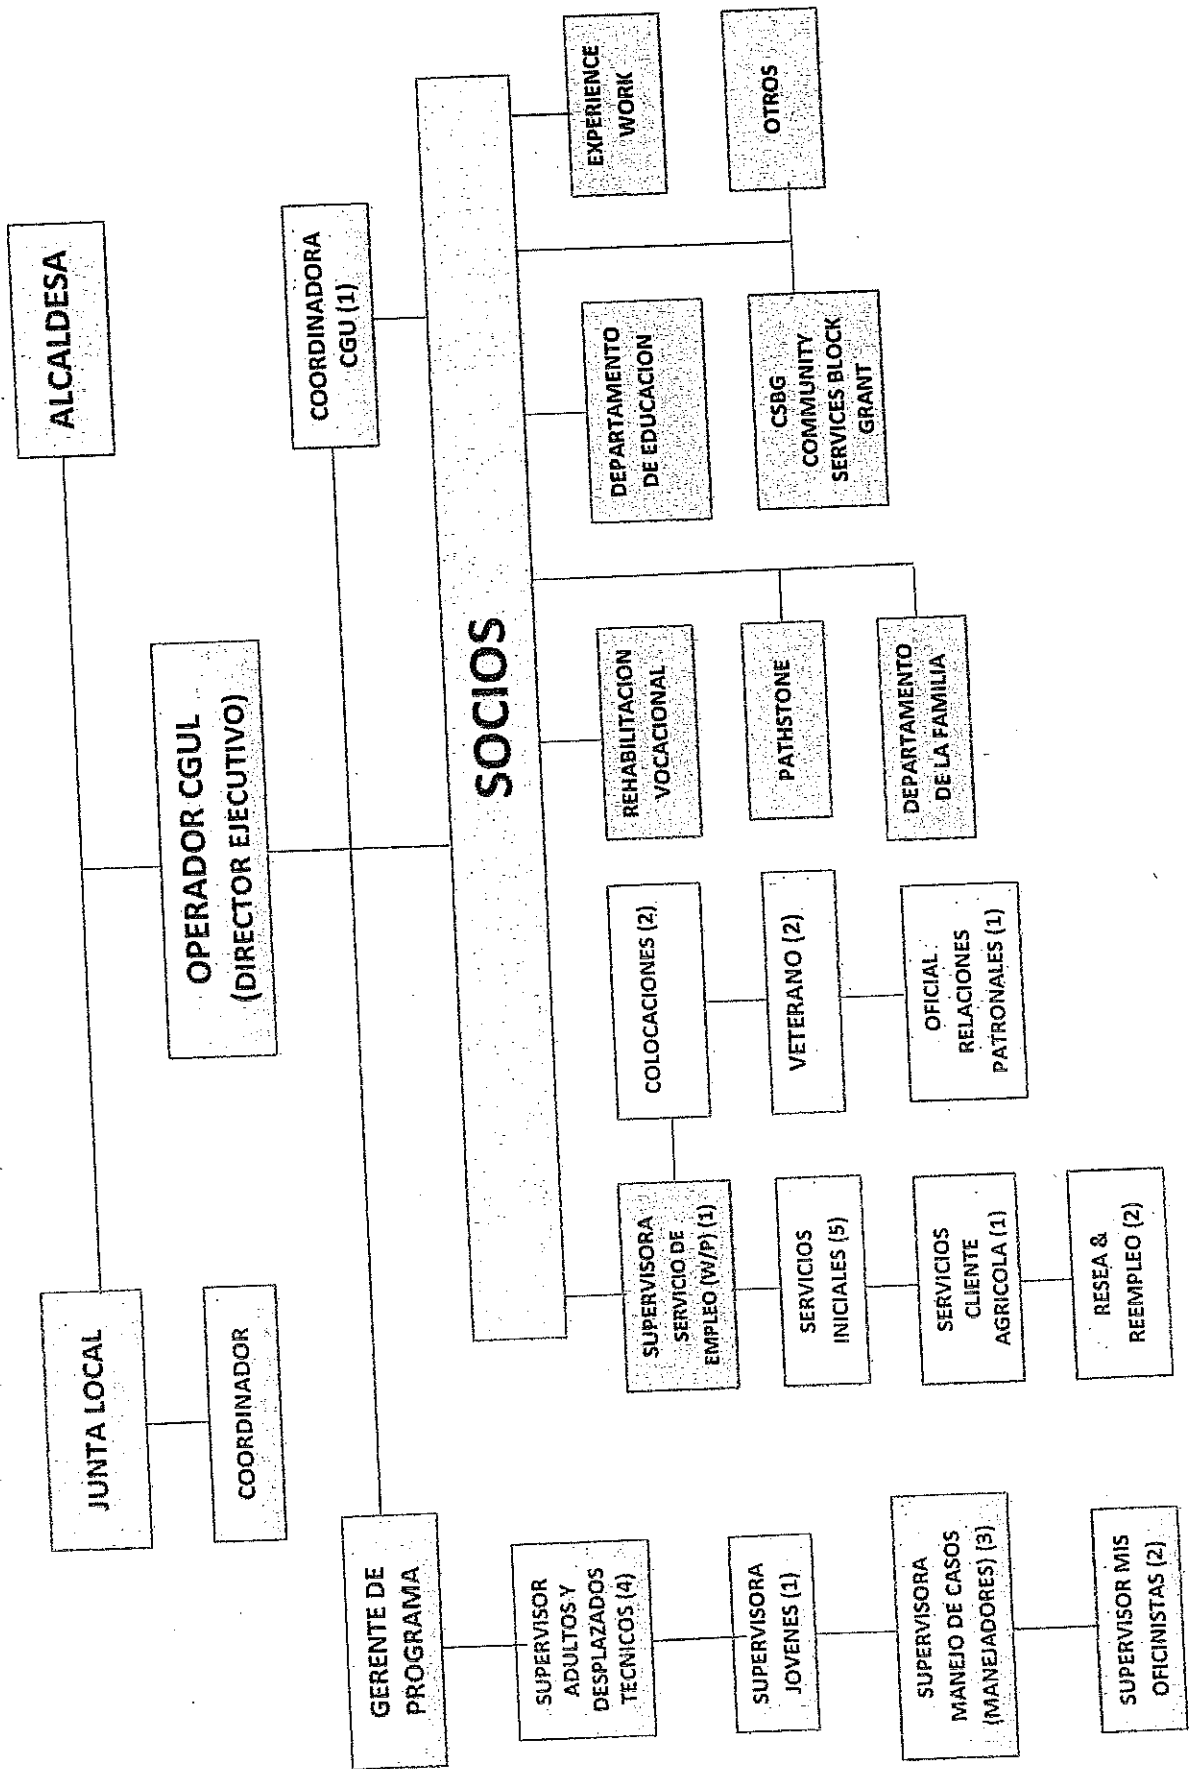 ALCALDESA
JUNTA LOCAL
COORDINADOR
OPERADOR CGUL
(DIRECTOR EJECUTIVO)
COORDINADORA
CGU (1)
GERENTE DE
PROGRAMA
SUPERVISOR
ADULTOS Y
DESPLAZADOS
TECNICOS (4)
SUPERVISORA
JOVENES (1)
SUPERVISORA
MANEJO DE CASOS
(MANEJADORES) (3)
SUPERVISOR MIS
OFICINISTAS (2)
SOCIOS
SUPERVISORA
SERVICIO DE
EMPLEO (W/P) (1)
SERVICIOS
INICIALES (5)
SERVICIOS
CLIENTE
AGRICOLA (1)
RESEA &
REEMPLEO (2)
COLOCACIONES (2)
VETERANO (2)
OFICIAL
RELACIONES
PATRONALES (1)
REHABILITACION
VOCACIONAL
PATHSTONE
DEPARTAMENTO
DE LA FAMILIA
DEPARTAMENTO
DE EDUCACION
CSBG
COMMUNITY
SERVICES BLOCK
GRANT
EXPERIENCE
WORK
OTROS